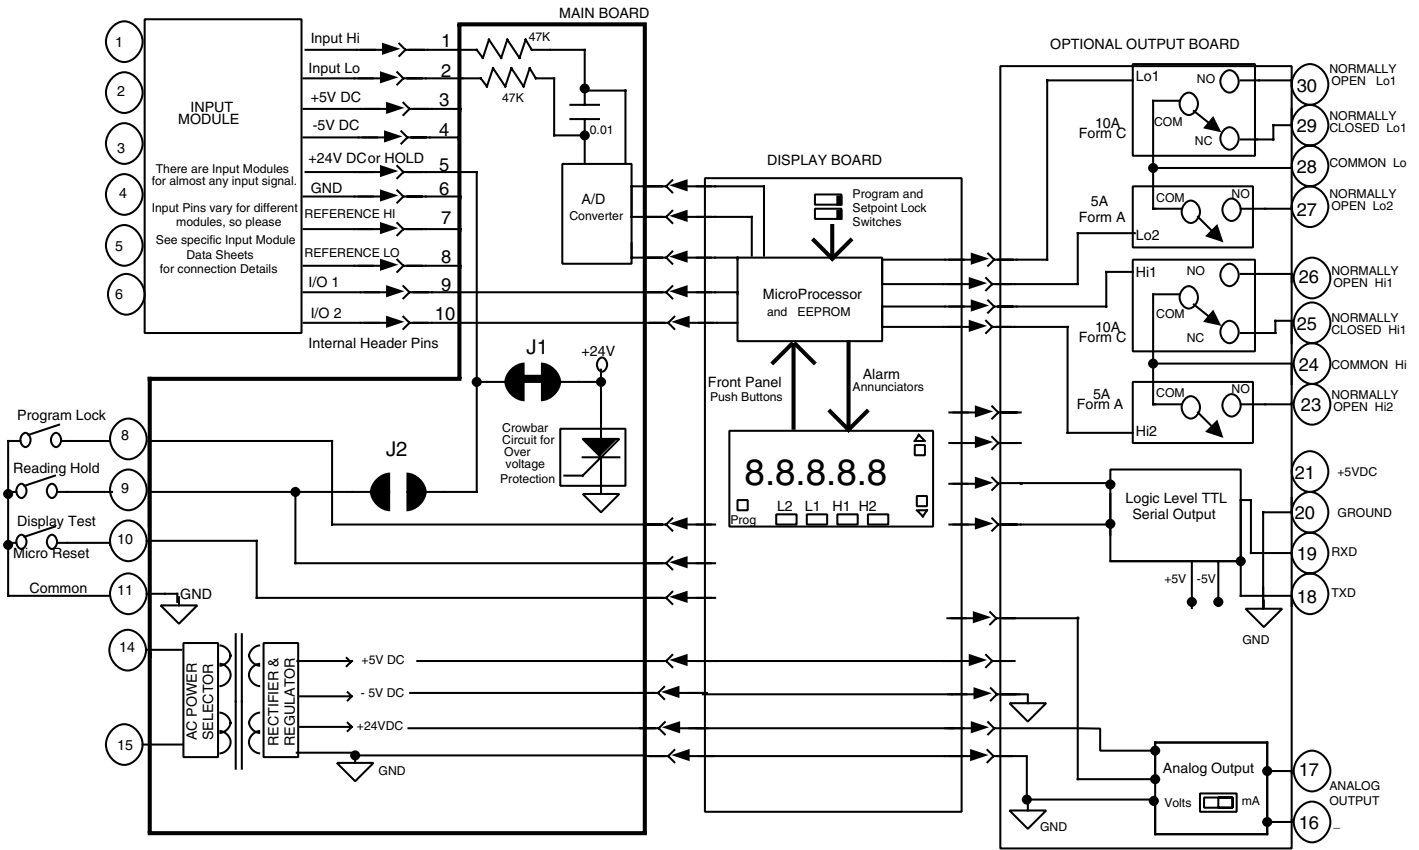 MAIN BOARD
OPTIONAL OUTPUT BOARD
DISPLAY BOARD
1
2
3
4
5
6
INPUT
MODULE
There are Input Modules
for almost any input signal.
Input Pins vary for different
modules, so please
See specific Input Module
Data Sheets
for connection Details
Input Hi 1
Input Lo 2
+5V DC 3
-5V DC 4
+24V DC or HOLD 5
GND 6
REFERENCE HI 7
REFERENCE LO 8
I/O 1 9
I/O 2 10
Internal Header Pins
47K
47K
0.01
A/D
Converter
J1
+24V
Crowbar
Circuit for
Over
voltage
Protection
J2
Program Lock
8
Reading Hold
9
Display Test
10
Micro Reset
Common
11
GND
14
15
AC POWER
SELECTOR
RECTIFIER &
REGULATOR
+5V DC
- 5V DC
+24VDC
GND
Program and
Setpoint Lock
Switches
MicroProcessor
and EEPROM
Front Panel
Push Buttons
Alarm
Annunciators
8.8.8.8.8
Prog
L2 L1 H1 H2
Lo1
NO
COM
NC
10A
Form C
5A
Form A
COM
NO
Lo2
Hi1
NO
COM
NC
10A
Form C
5A
Form A
COM
NO
Hi2
30
NORMALLY
OPEN Lo1
29
NORMALLY
CLOSED Lo1
28
COMMON Lo
27
NORMALLY
OPEN Lo2
26
NORMALLY
OPEN Hi1
25
NORMALLY
CLOSED Hi1
24
COMMON Hi
23
NORMALLY
OPEN Hi2
Logic Level TTL
Serial Output
+5V -5V
21
+5VDC
20
GROUND
19
RXD
18
TXD
GND
Analog Output
Volts mA
GND
17
ANALOG
OUTPUT
16
_